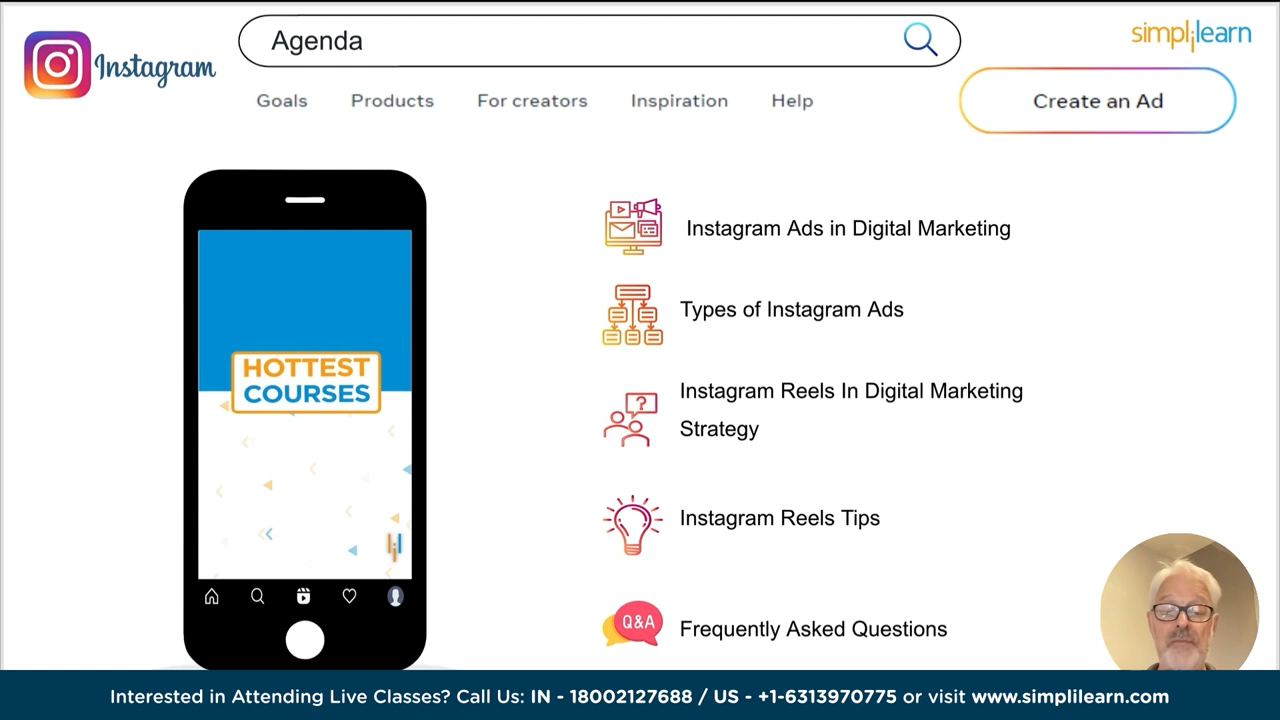 Instagram
Agenda
simplilearn
Goals Products For creators Inspiration Help
Create an Ad
HOTTEST
COURSES
Instagram Ads in Digital Marketing
Types of Instagram Ads
?
Instagram Reels In Digital Marketing
Strategy
Instagram Reels Tips
Q&A
Frequently Asked Questions
Interested in Attending Live Classes? Call Us: IN - 18002127688 / US - +1-6313970775 or visit www.simplilearn.com